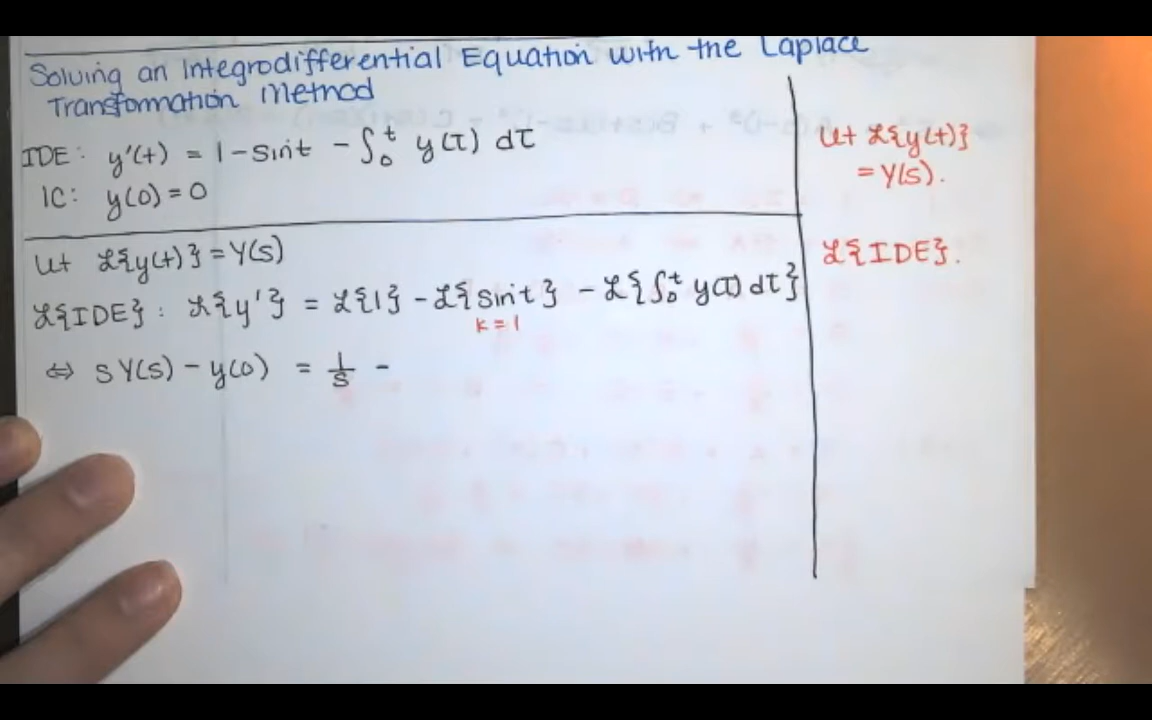 Solving an Integrodifferential Equation with the Laplace
Transformation Method
IDE: y'(t) = 1 - sin t - ∫₀ᵗ y(τ) dτ
IC: y(0) = 0
Let ℒ{y(t)}
= Y(s).
Let ℒ{y(t)} = Y(s)
ℒ{IDE}.
ℒ{IDE} : ℒ{y'} = ℒ{1} - ℒ{sin t} - ℒ{∫₀ᵗ y(τ) dτ}
k = 1
⇔ s Y(s) - y(0) = 1/s -